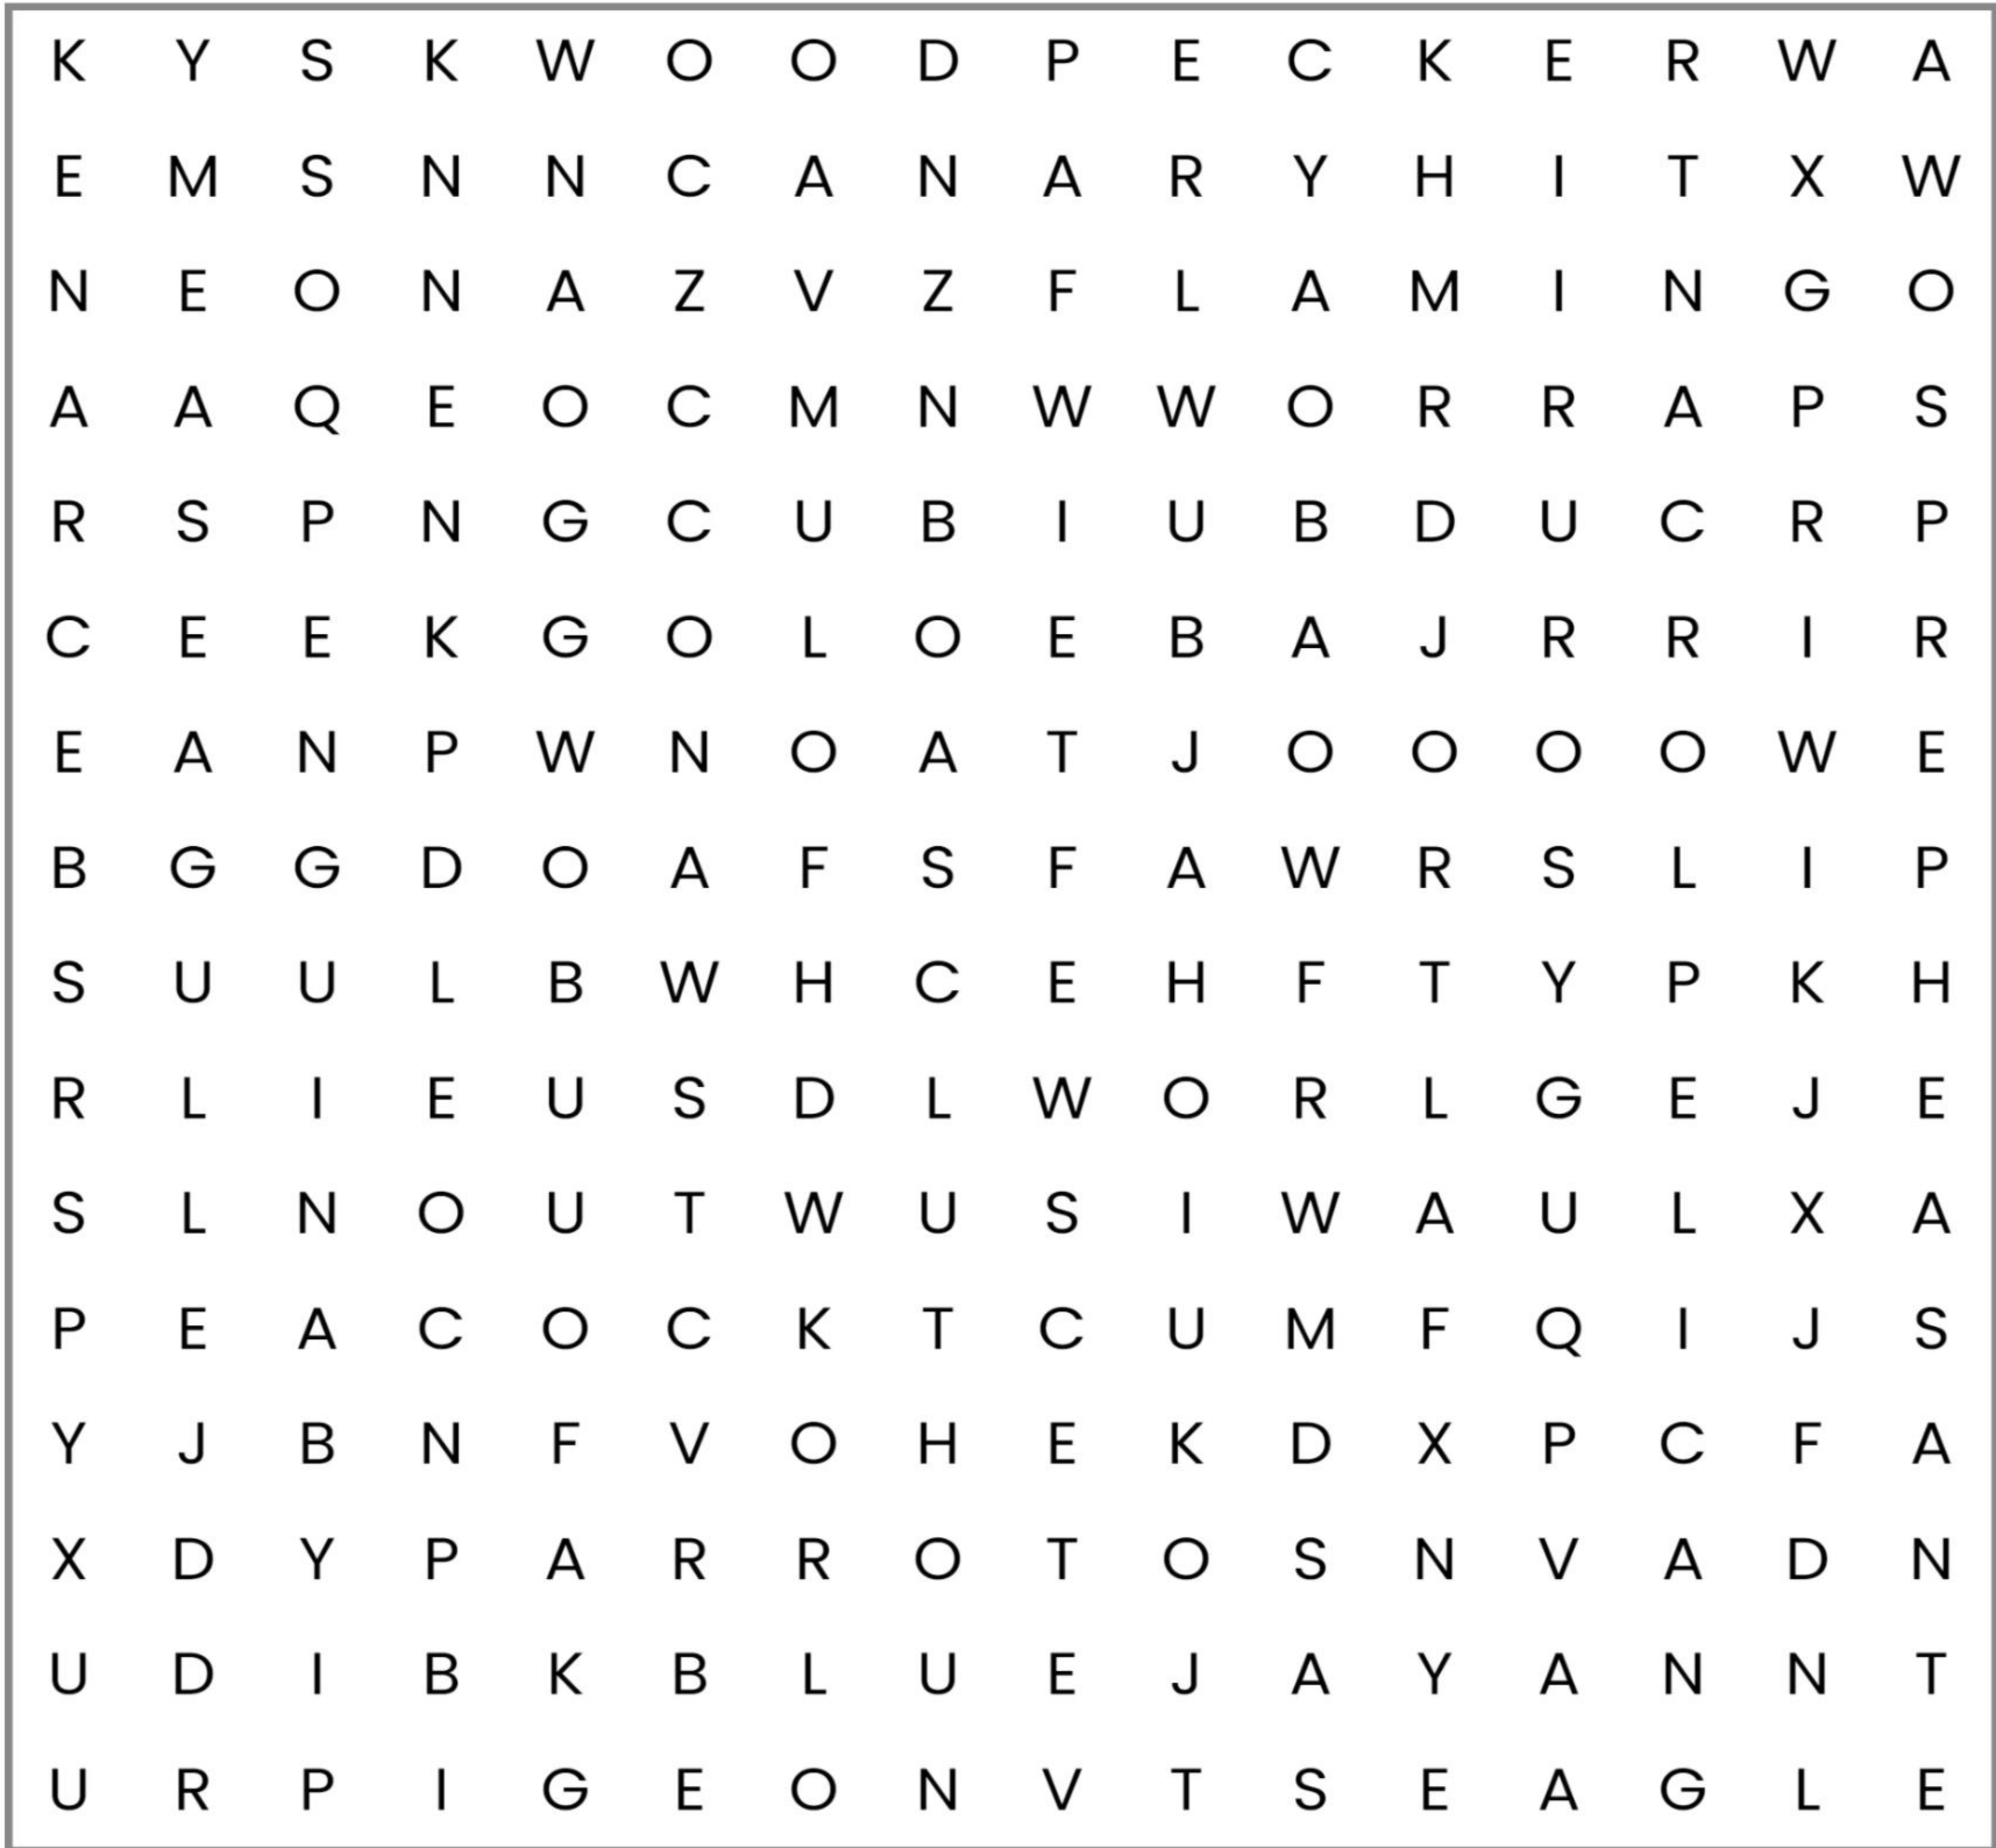 K Y S K W O O D P E C K E R W A
E M S N N C A N A R Y H I T X W
N E O N A Z V Z F L A M I N G O
A A Q E O C M N W W O R R A P S
R S P N G C U B I U B D U C R P
C E E K G O L O E B A J R R I R
E A N P W N O A T J O O O O W E
B G G D O A F S F A W R S L I P
S U U L B W H C E H F T Y P K H
R L I E U S D L W O R L G E J E
S L N O U T W U S I W A U L X A
P E A C O C K T C U M F Q I J S
Y J B N F V O H E K D X P C F A
X D Y P A R R O T O S N V A D N
U D I B K B L U E J A Y A N N T
U R P I G E O N V T S E A G L E